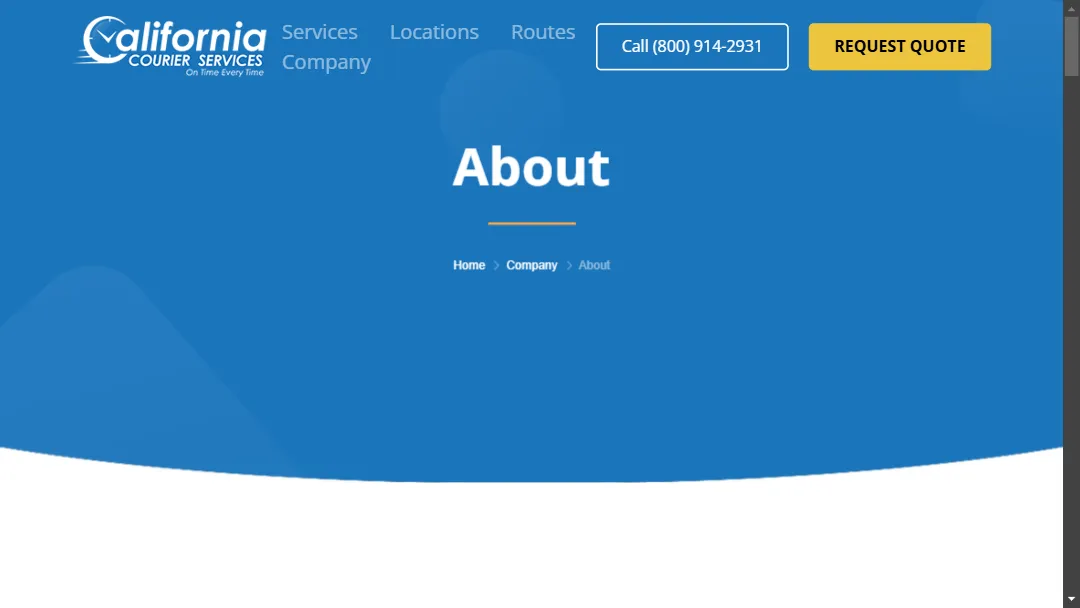 California
COURIER SERVICES
On Time Every Time
Services Locations Routes
Company
Call (800) 914-2931
REQUEST QUOTE
About
Home > Company > About